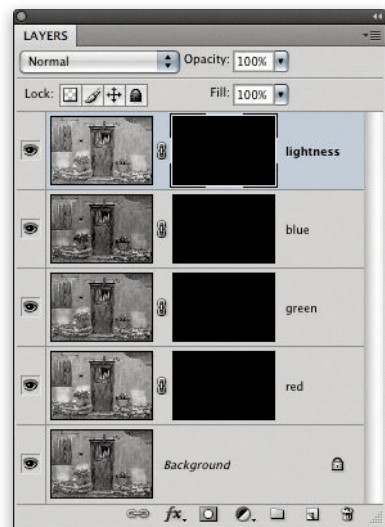 LAYERS
Normal Opacity: 100%
Lock: Fill: 100%
lightness
blue
green
red
Background
fx.